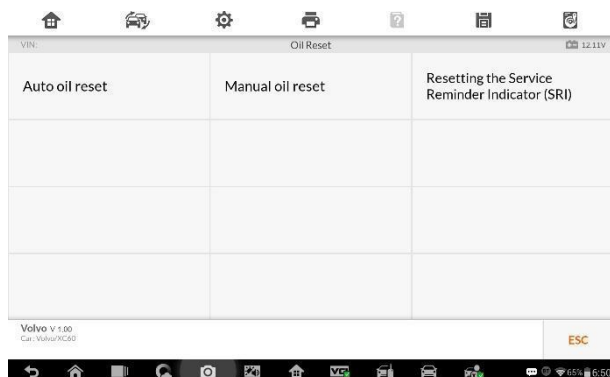 VIN:
Oil Reset
12.11V
Auto oil reset
Manual oil reset
Resetting the Service
Reminder Indicator (SRI)
Volvo V 1.00
Car: Volvo/XC60
ESC
65% 6:50